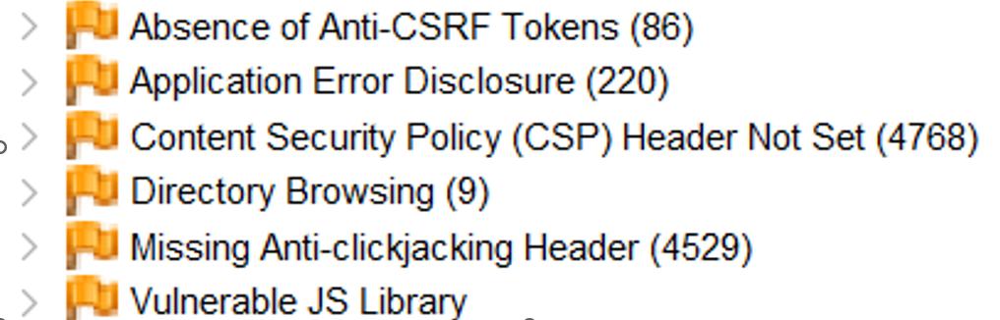 Absence of Anti-CSRF Tokens (86)
Application Error Disclosure (220)
Content Security Policy (CSP) Header Not Set (4768)
Directory Browsing (9)
Missing Anti-clickjacking Header (4529)
Vulnerable JS Library